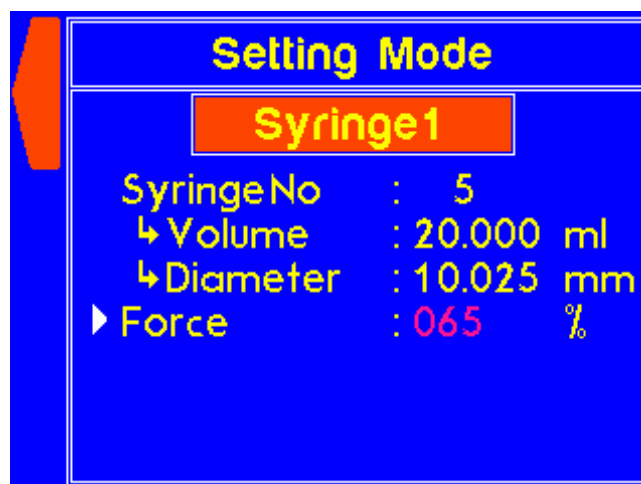 Setting Mode
Syringe1
SyringeNo : 5
↳Volume : 20.000 ml
↳Diameter : 10.025 mm
Force : 065 %